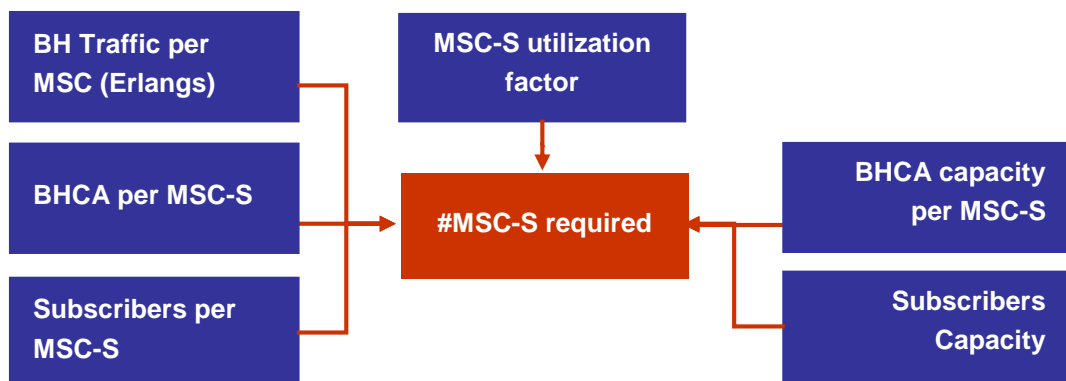 BH Traffic per
MSC (Erlangs)
MSC-S utilization
factor
BHCA per MSC-S
#MSC-S required
BHCA capacity
per MSC-S
Subscribers per
MSC-S
Subscribers
Capacity